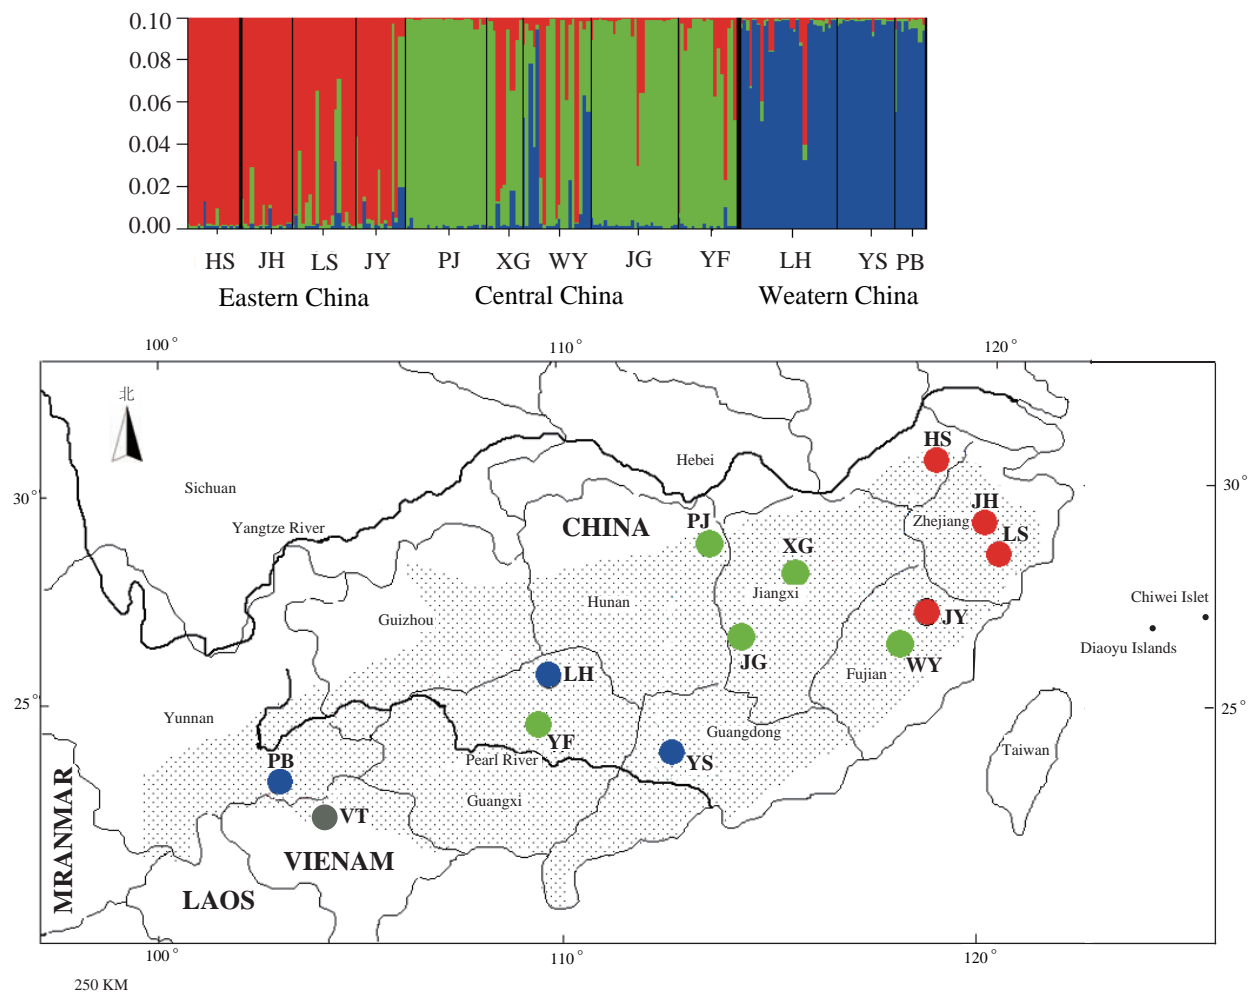 0.10
0.08
0.06
0.04
0.02
0.00
HS JH LS JY PJ XG WY JG YF LH YS PB
Eastern China Central China Weatern China
100° 110° 120°
北
HS
Hebei
Sichuan
30° 30°
JH
CHINA
PJ
Zhejiang
Yangtze River
LS
XG
Jiangxi
Chiwei Islet
Hunan
JY
Guizhou
Diaoyu Islands
JG
WY
LH
Fujian
25° 25°
Yunnan
Guangdong
YF
Taiwan
PB
Pearl River
YS
Guangxi
VT
MRANMAR
VIENAM
LAOS
100° 110° 120°
250 KM